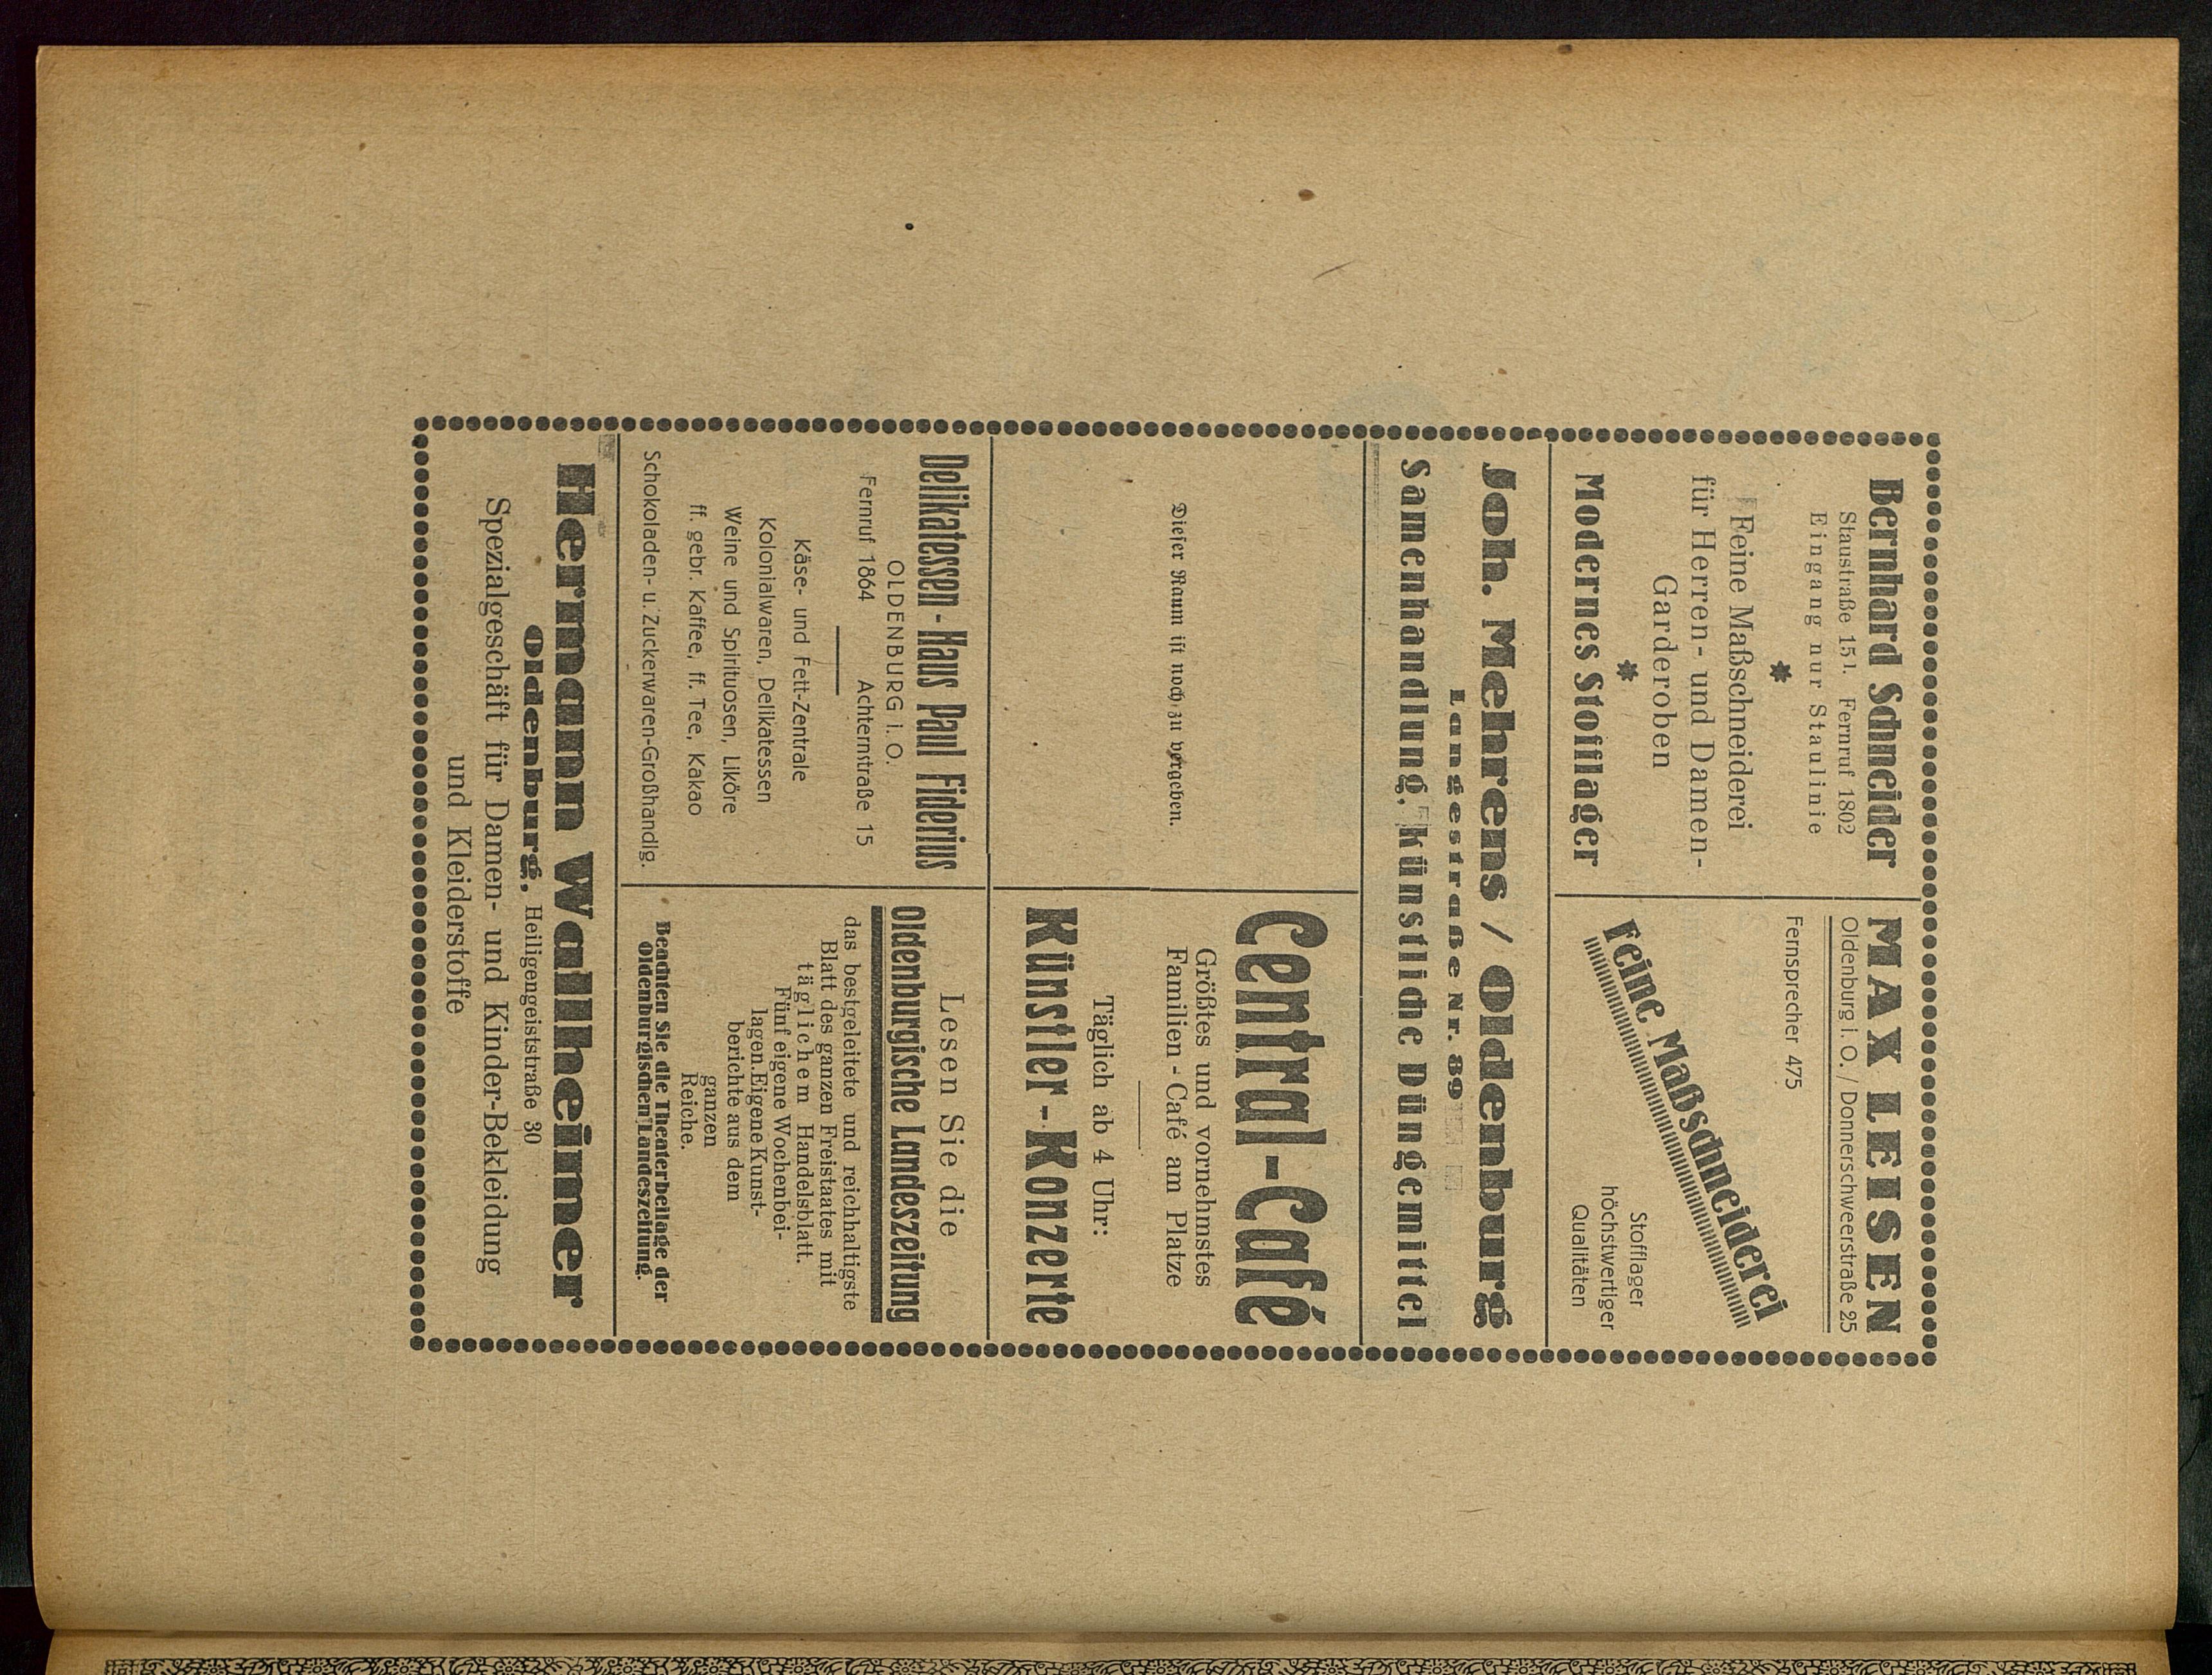 Bernhard Schneider
Staustraße 15 I. Fernruf 1802
Eingang nur Staulinie
*
Feine Maßschneiderei
für Herren- und Damen-
Garderoben
*
Modernes Stofflager
MAX LEISEN
Oldenburg i. O. / Donnerschweerstraße 25
Fernsprecher 475
Feine Maßschneiderei
Stofflager
höchstwertiger
Qualitäten
Joh. Mehrens / Oldenburg
Langestraße Nr. 89
Samenhandlung, künstliche Düngemittel
Dieser Raum ist noch zu vergeben.
Central-Café
Größtes und vornehmstes
Familien-Café am Platze
Täglich ab 4 Uhr:
Künstler-Konzerte
Delikatessen-Haus Paul Fiderius
OLDENBURG i. O.
Fernruf 1864 Achternstraße 15
Käse- und Fett-Zentrale
Kolonialwaren, Delikatessen
Weine und Spirituosen, Liköre
ff. gebr. Kaffee, ff. Tee, Kakao
Schokoladen- u. Zuckerwaren-Großhandlg.
Lesen Sie die
Oldenburgische Landeszeitung
das bestgeleitete und reichhaltigste
Blatt des ganzen Freistaates mit
täglichem Handelsblatt.
Fünf eigene Wochenbei-
lagen. Eigene Kunst-
berichte aus dem
ganzen
Reiche.
Beachten Sie die Theaterbeilage der
Oldenburgischen Landeszeitung.
Hermann Wallheimer
Oldenburg, Heiligengeiststraße 30
Spezialgeschäft für Damen- und Kinder-Bekleidung
und Kleiderstoffe